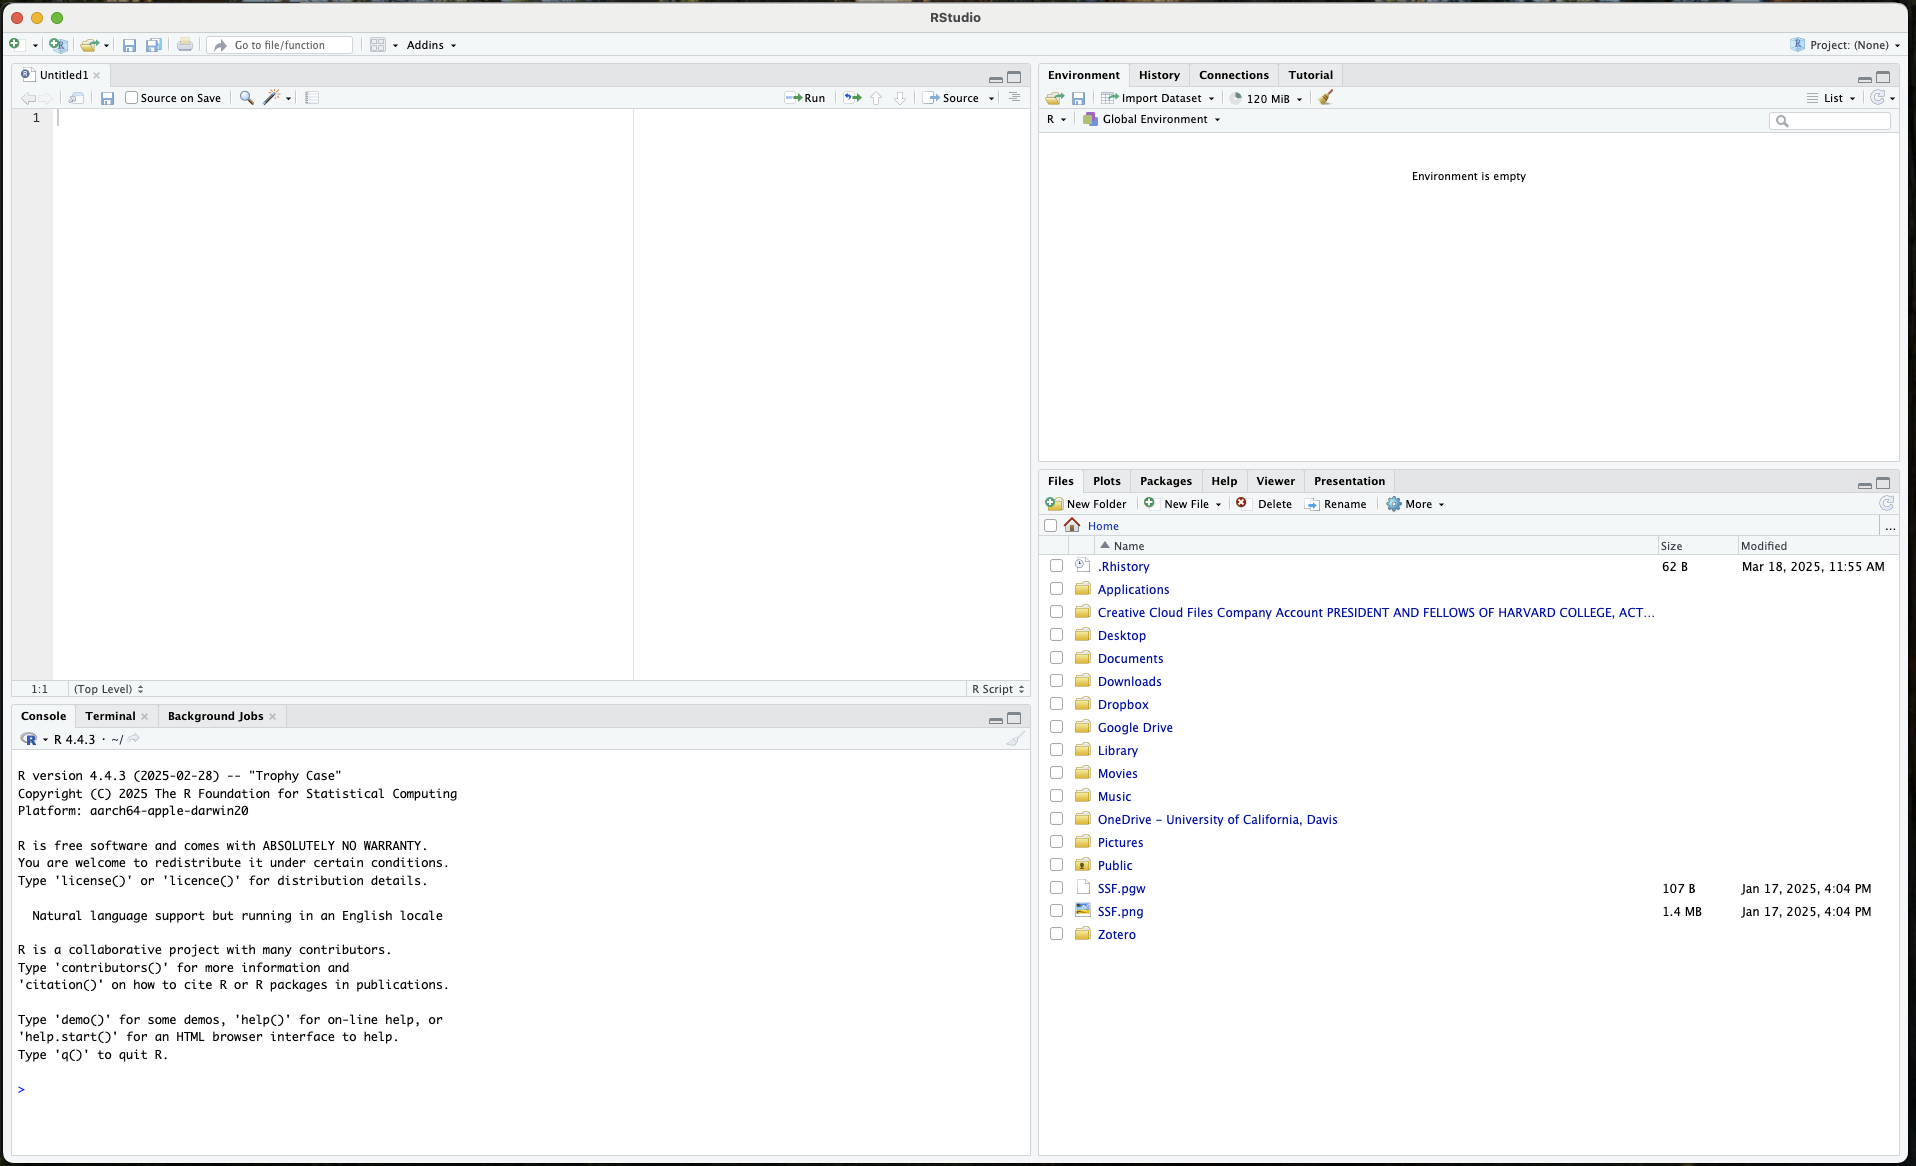 RStudio
Go to file/function
Addins
Project: (None)
Untitled1
Source on Save
Run
Source
1
1:1
(Top Level)
R Script
Console
Terminal
Background Jobs
R 4.4.3 · ~/
R version 4.4.3 (2025-02-28) -- "Trophy Case"
Copyright (C) 2025 The R Foundation for Statistical Computing
Platform: aarch64-apple-darwin20
R is free software and comes with ABSOLUTELY NO WARRANTY.
You are welcome to redistribute it under certain conditions.
Type 'license()' or 'licence()' for distribution details.
Natural language support but running in an English locale
R is a collaborative project with many contributors.
Type 'contributors()' for more information and
'citation()' on how to cite R or R packages in publications.
Type 'demo()' for some demos, 'help()' for on-line help, or
'help.start()' for an HTML browser interface to help.
Type 'q()' to quit R.
>
Environment
History
Connections
Tutorial
Import Dataset
120 MiB
List
R
Global Environment
Environment is empty
Files
Plots
Packages
Help
Viewer
Presentation
New Folder
New File
Delete
Rename
More
Home
...
Name Size Modified
.Rhistory 62 B Mar 18, 2025, 11:55 AM
Applications
Creative Cloud Files Company Account PRESIDENT AND FELLOWS OF HARVARD COLLEGE, ACT...
Desktop
Documents
Downloads
Dropbox
Google Drive
Library
Movies
Music
OneDrive - University of California, Davis
Pictures
Public
SSF.pgw 107 B Jan 17, 2025, 4:04 PM
SSF.png 1.4 MB Jan 17, 2025, 4:04 PM
Zotero